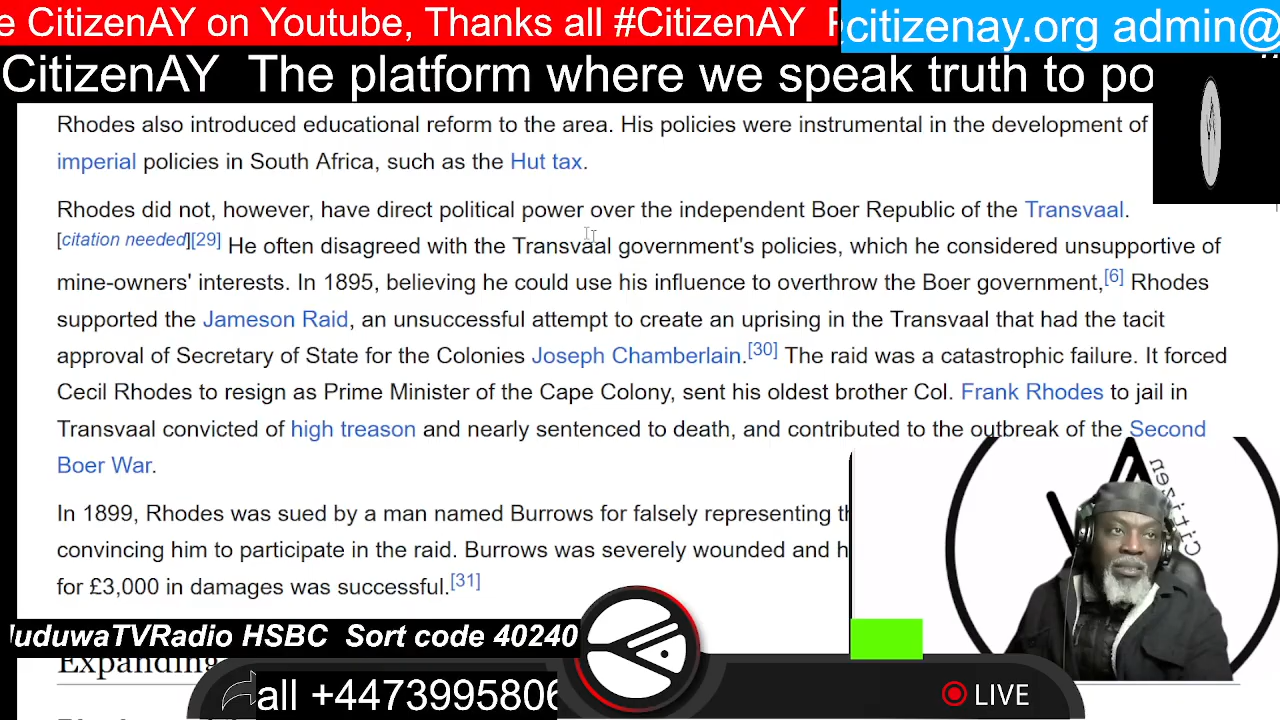 e CitizenAY on Youtube, Thanks all #CitizenAY
citizenay.org admin@
CitizenAY The platform where we speak truth to po
Rhodes also introduced educational reform to the area. His policies were instrumental in the development of
imperial policies in South Africa, such as the Hut tax.
Rhodes did not, however, have direct political power over the independent Boer Republic of the Transvaal.
[citation needed][29] He often disagreed with the Transvaal government's policies, which he considered unsupportive of
mine-owners' interests. In 1895, believing he could use his influence to overthrow the Boer government,[6] Rhodes
supported the Jameson Raid, an unsuccessful attempt to create an uprising in the Transvaal that had the tacit
approval of Secretary of State for the Colonies Joseph Chamberlain.[30] The raid was a catastrophic failure. It forced
Cecil Rhodes to resign as Prime Minister of the Cape Colony, sent his oldest brother Col. Frank Rhodes to jail in
Transvaal convicted of high treason and nearly sentenced to death, and contributed to the outbreak of the Second
Boer War.
In 1899, Rhodes was sued by a man named Burrows for falsely representing th
convincing him to participate in the raid. Burrows was severely wounded and h
for £3,000 in damages was successful.[31]
Citizen
uduwaTVRadio HSBC Sort code 40240
Expanding
all +4473995806
LIVE